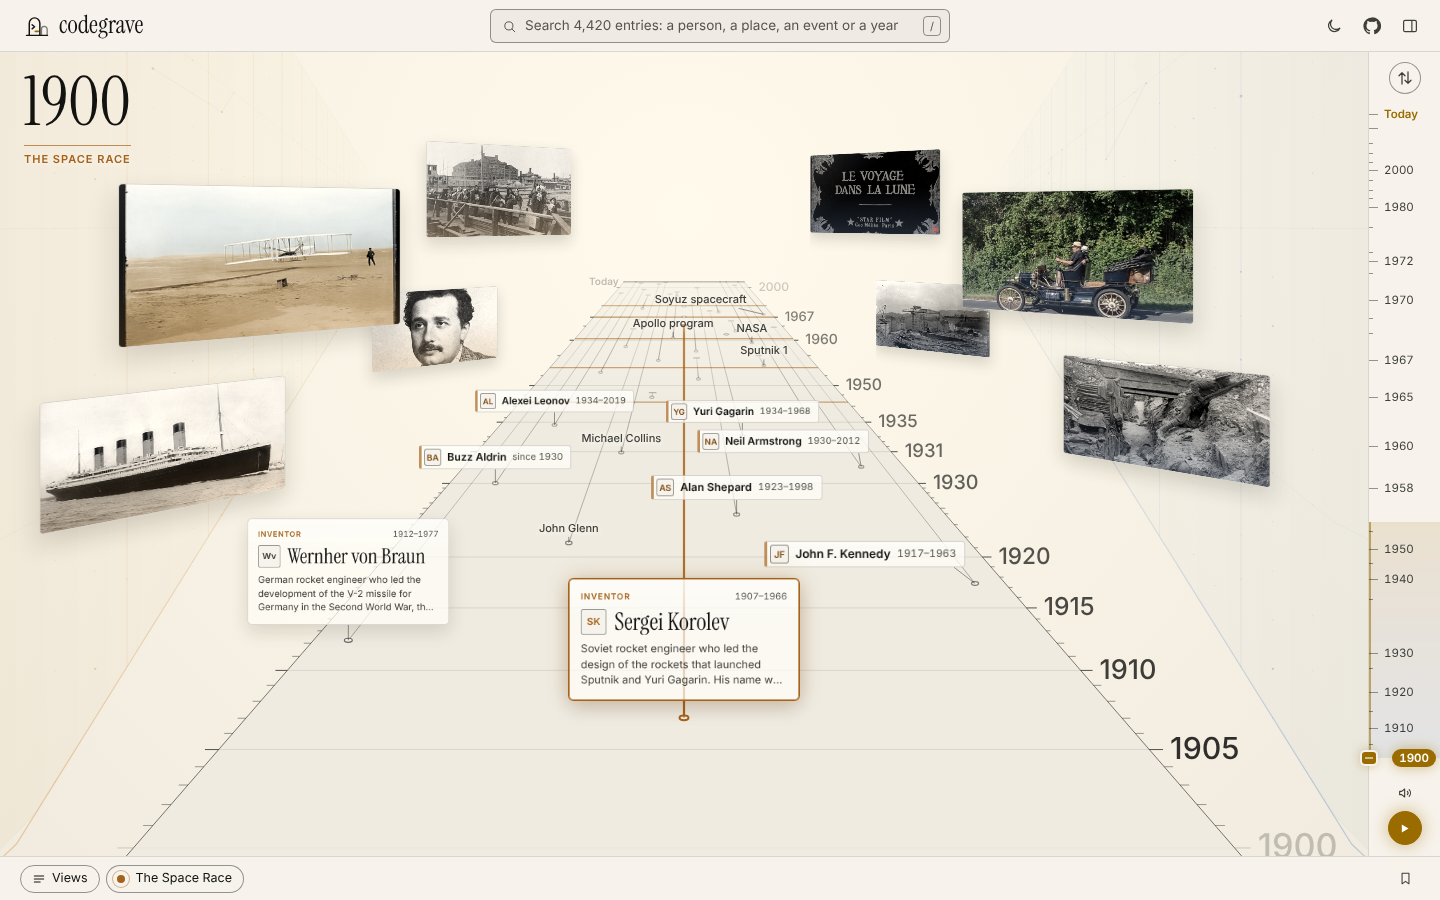 codegrave
Search 4,420 entries: a person, a place, an event or a year
/
1900
THE SPACE RACE
LE VOYAGE
DANS LA LUNE
"STAR FILM"
Geo Méliès Paris
Today
2000
Soyuz spacecraft
1967
Apollo program
NASA
1960
Sputnik 1
1950
AL Alexei Leonov 1934–2019
YG Yuri Gagarin 1934–1968
1935
Michael Collins
NA Neil Armstrong 1930–2012
1931
BA Buzz Aldrin since 1930
1930
AS Alan Shepard 1923–1998
John Glenn
JF John F. Kennedy 1917–1963
1920
INVENTOR 1912–1977
Wv Wernher von Braun
German rocket engineer who led the
development of the V-2 missile for
Germany in the Second World War, th...
1915
INVENTOR 1907–1966
SK Sergei Korolev
Soviet rocket engineer who led the
design of the rockets that launched
Sputnik and Yuri Gagarin. His name w...
1910
1905
1900
Today
2000
1980
1972
1970
1967
1965
1960
1958
1950
1940
1930
1920
1910
1900
Views
The Space Race